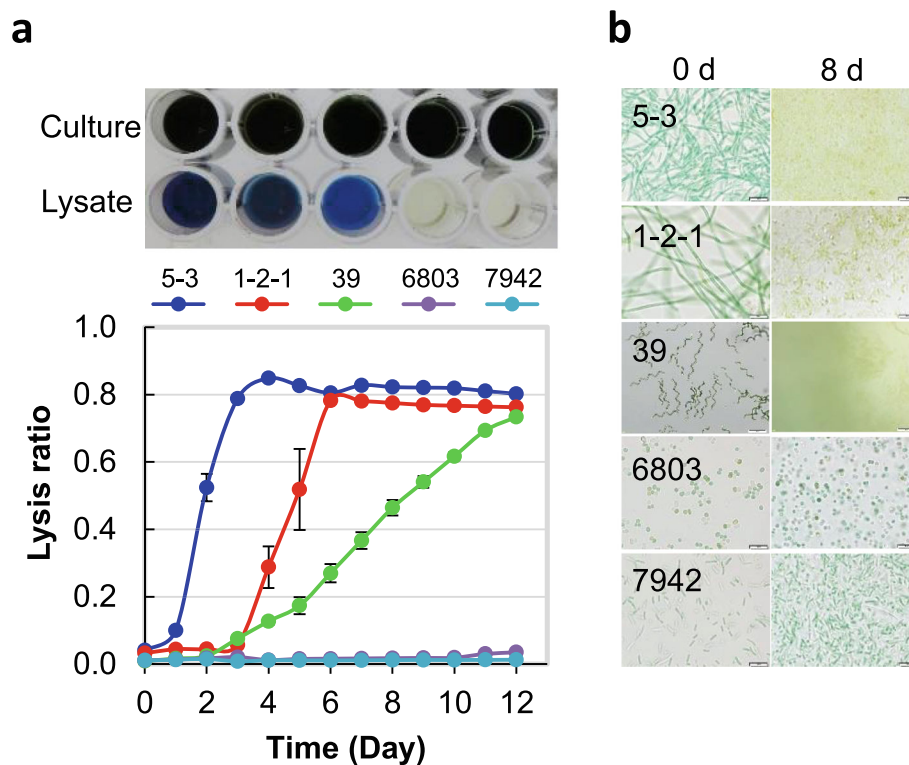 a
Culture
Lysate
5-3 1-2-1 39 6803 7942
1.0
0.8
0.6
0.4
0.2
0.0
Lysis ratio
0 2 4 6 8 10 12
Time (Day)
b
0 d 8 d
5-3
1-2-1
39
6803
7942